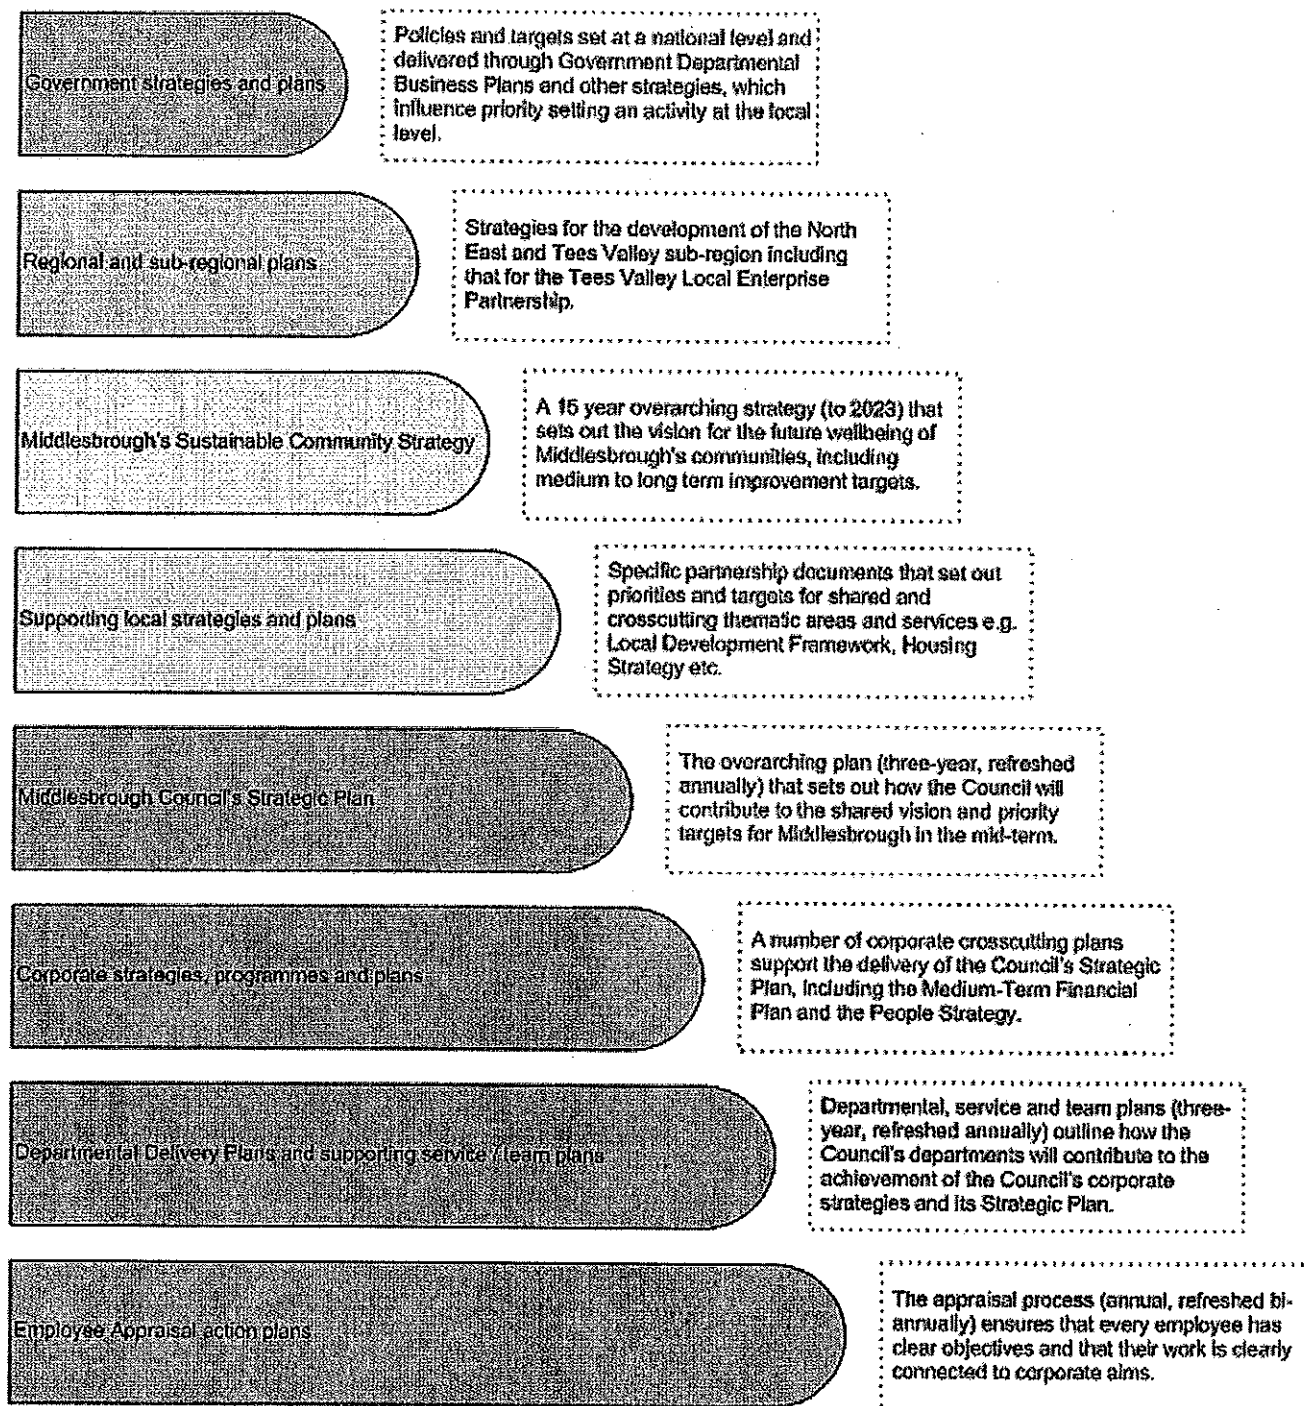 Government strategies and plans
Policies and targets set at a national level and
delivered through Government Departmental
Business Plans and other strategies, which
influence priority setting an activity at the local
level.
Regional and sub-regional plans
Strategies for the development of the North
East and Tees Valley sub-region including
that for the Tees Valley Local Enterprise
Partnership.
Middlesbrough's Sustainable Community Strategy
A 15 year overarching strategy (to 2023) that
sets out the vision for the future wellbeing of
Middlesbrough's communities, including
medium to long term improvement targets.
Supporting local strategies and plans
Specific partnership documents that set out
priorities and targets for shared and
crosscutting thematic areas and services e.g.
Local Development Framework, Housing
Strategy etc.
Middlesbrough Council's Strategic Plan
The overarching plan (three-year, refreshed
annually) that sets out how the Council will
contribute to the shared vision and priority
targets for Middlesbrough in the mid-term.
Corporate strategies, programmes and plans
A number of corporate crosscutting plans
support the delivery of the Council's Strategic
Plan, including the Medium-Term Financial
Plan and the People Strategy.
Departmental Delivery Plans and supporting service / team plans
Departmental, service and team plans (three-
year, refreshed annually) outline how the
Council's departments will contribute to the
achievement of the Council's corporate
strategies and its Strategic Plan.
Employee Appraisal action plans
The appraisal process (annual, refreshed bi-
annually) ensures that every employee has
clear objectives and that their work is clearly
connected to corporate aims.